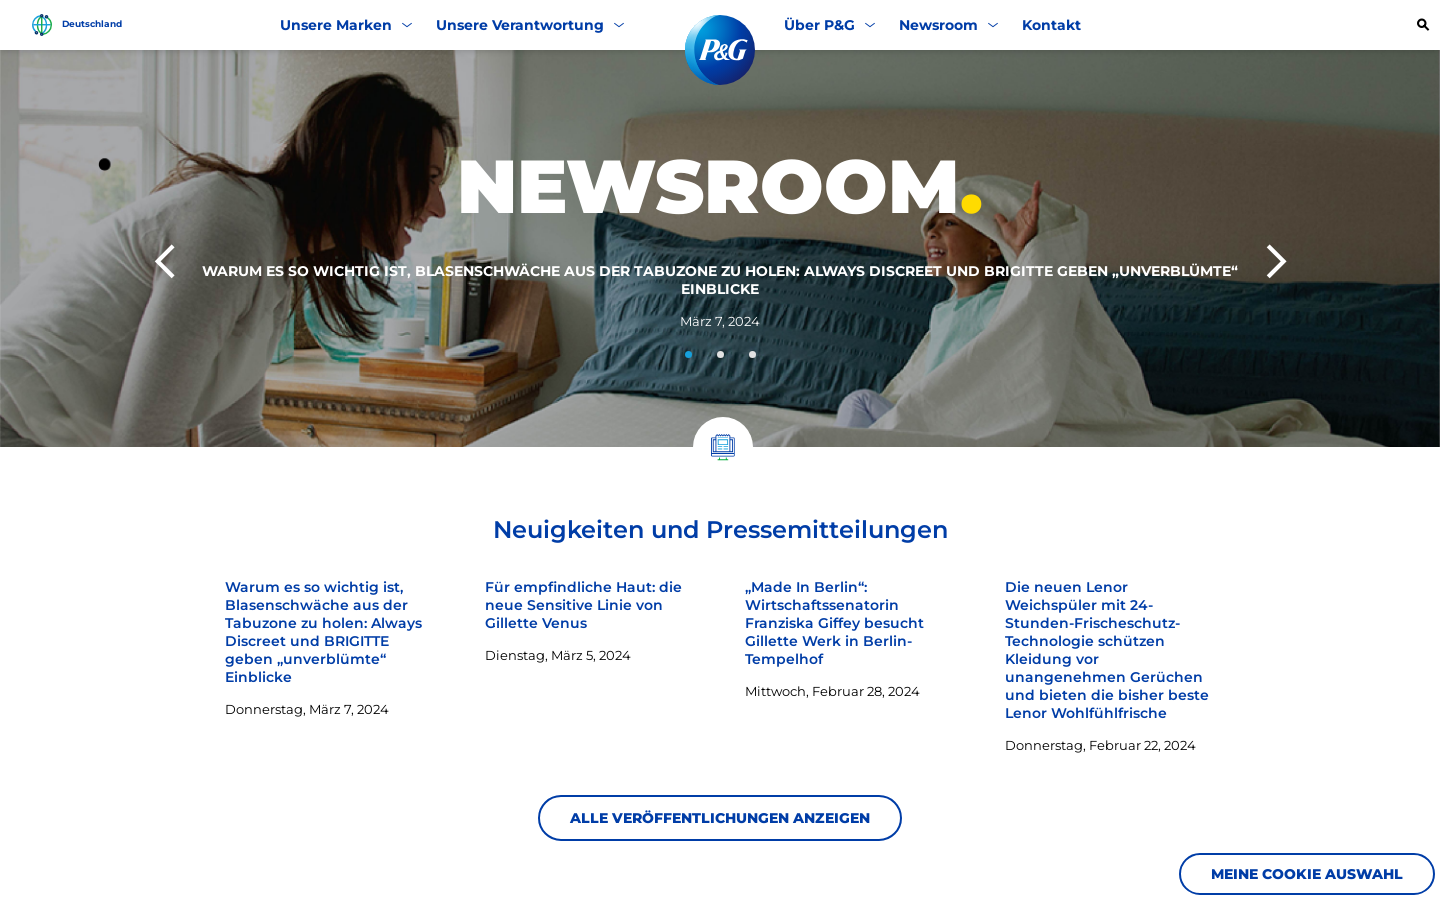 Deutschland
Unsere Marken
Unsere Verantwortung
P&G
Über P&G
Newsroom
Kontakt
NEWSROOM.
WARUM ES SO WICHTIG IST, BLASENSCHWÄCHE AUS DER TABUZONE ZU HOLEN: ALWAYS DISCREET UND BRIGITTE GEBEN „UNVERBLÜMTE“
EINBLICKE
März 7, 2024
Neuigkeiten und Pressemitteilungen
Warum es so wichtig ist,
Blasenschwäche aus der
Tabuzone zu holen: Always
Discreet und BRIGITTE
geben „unverblümte“
Einblicke
Donnerstag, März 7, 2024
Für empfindliche Haut: die
neue Sensitive Linie von
Gillette Venus
Dienstag, März 5, 2024
„Made In Berlin“:
Wirtschaftssenatorin
Franziska Giffey besucht
Gillette Werk in Berlin-
Tempelhof
Mittwoch, Februar 28, 2024
Die neuen Lenor
Weichspüler mit 24-
Stunden-Frischeschutz-
Technologie schützen
Kleidung vor
unangenehmen Gerüchen
und bieten die bisher beste
Lenor Wohlfühlfrische
Donnerstag, Februar 22, 2024
ALLE VERÖFFENTLICHUNGEN ANZEIGEN
MEINE COOKIE AUSWAHL